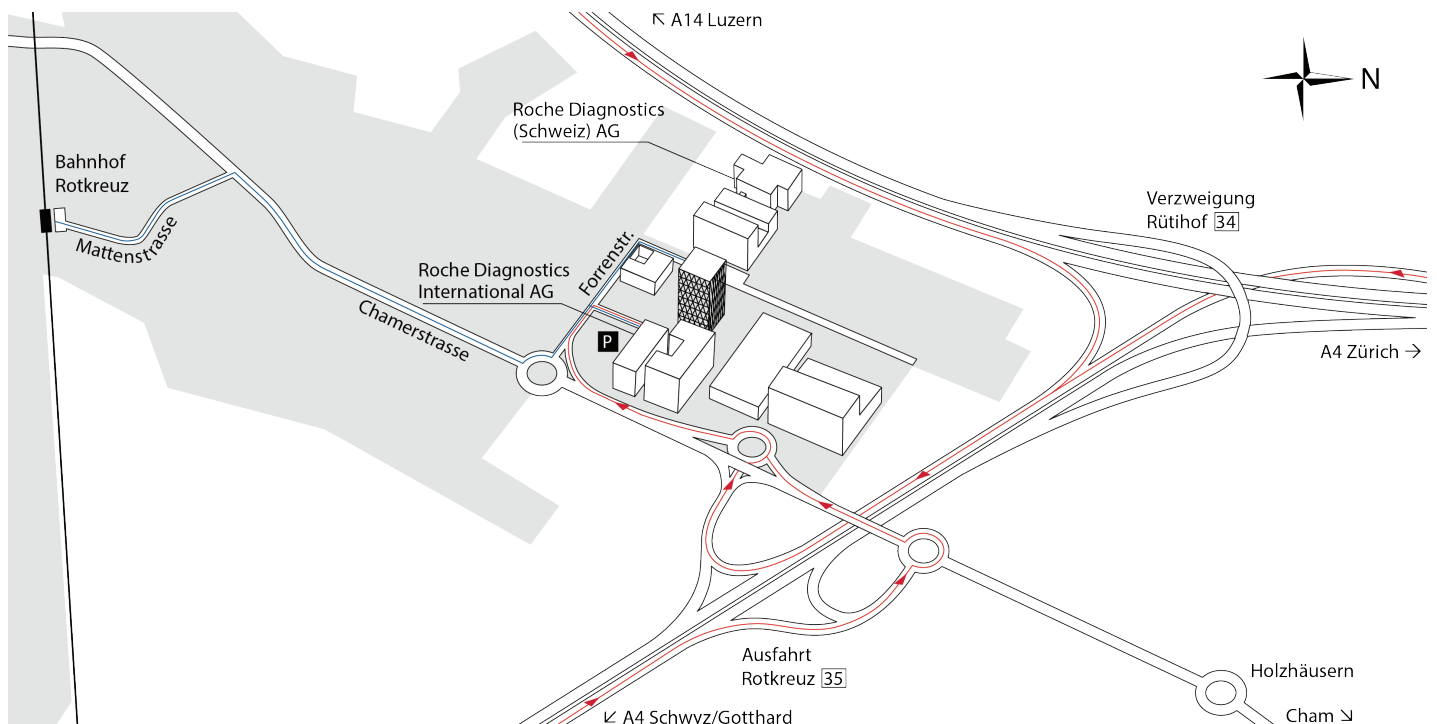 ↖ A14 Luzern
N
Roche Diagnostics
(Schweiz) AG
Bahnhof
Rotkreuz
Verzweigung
Rütihof 34
Mattenstrasse
Forrenstr.
Roche Diagnostics
International AG
Chamerstrasse
P
A4 Zürich →
Ausfahrt
Rotkreuz 35
Holzhäusern
↙ A4 Schwyz/Gotthard
Cham ↘